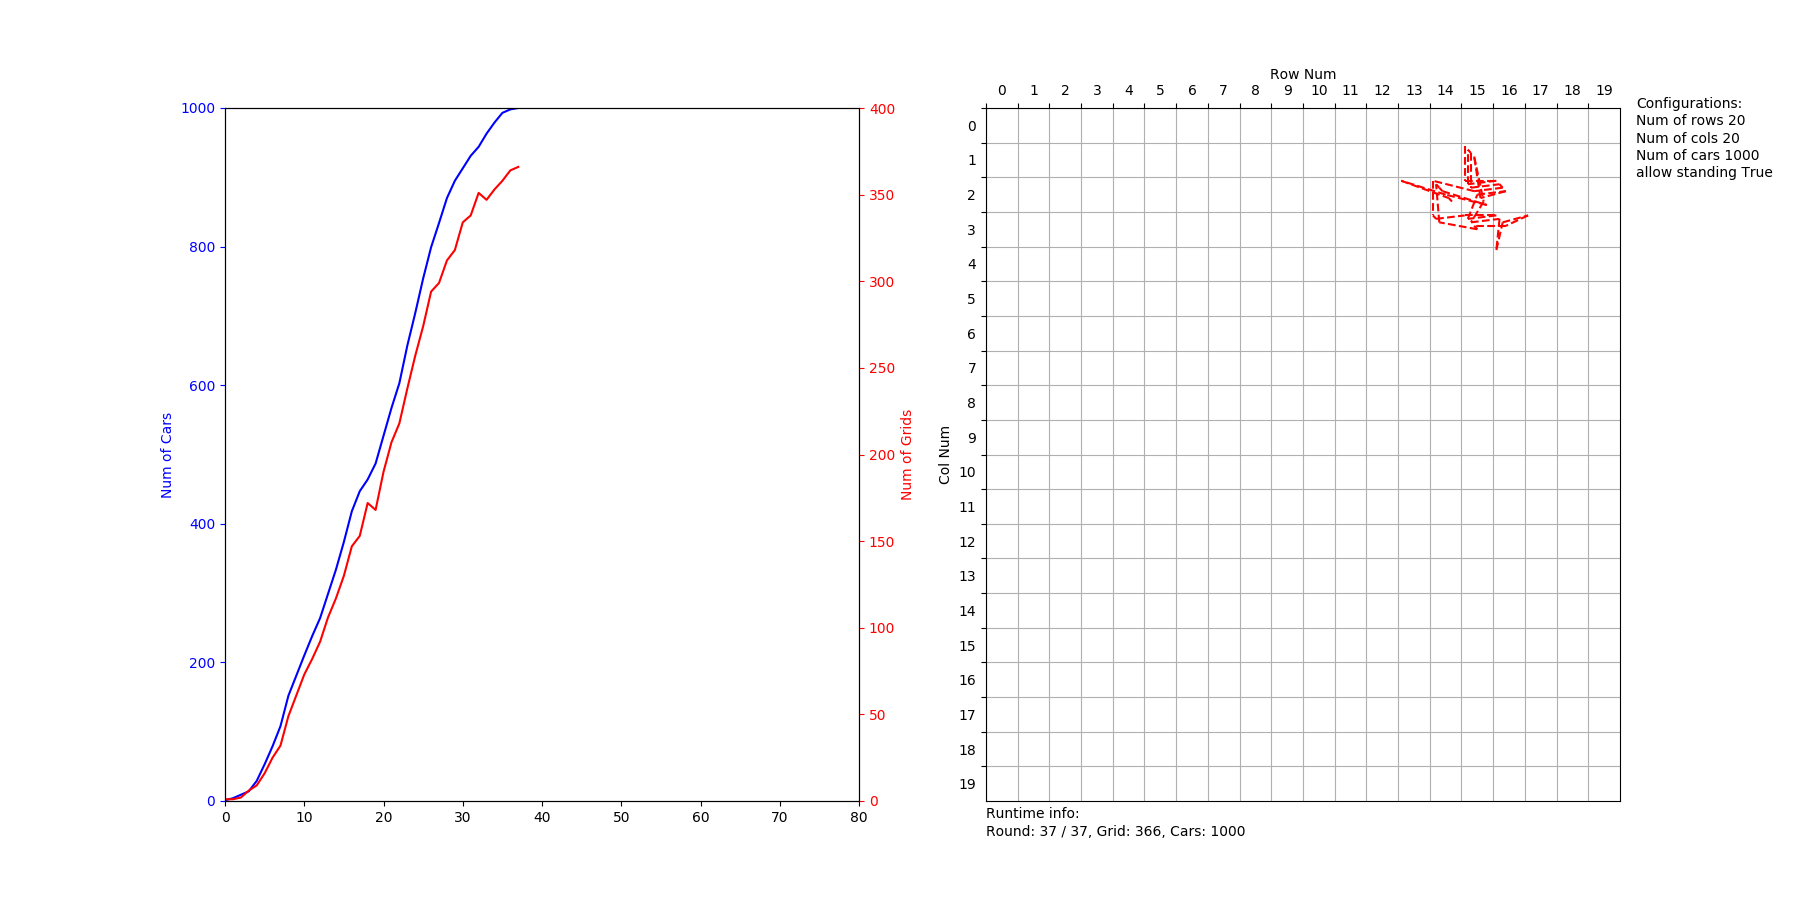 Row Num
0 1 2 3 4 5 6 7 8 9 10 11 12 13 14 15 16 17 18 19
1000
800
600
400
200
0
Num of Cars
0 10 20 30 40 50 60 70 80
400
350
300
250
200
150
100
50
0
Num of Grids
Col Num
0
1
2
3
4
5
6
7
8
9
10
11
12
13
14
15
16
17
18
19
Configurations:
Num of rows 20
Num of cols 20
Num of cars 1000
allow standing True
Runtime info:
Round: 37 / 37, Grid: 366, Cars: 1000